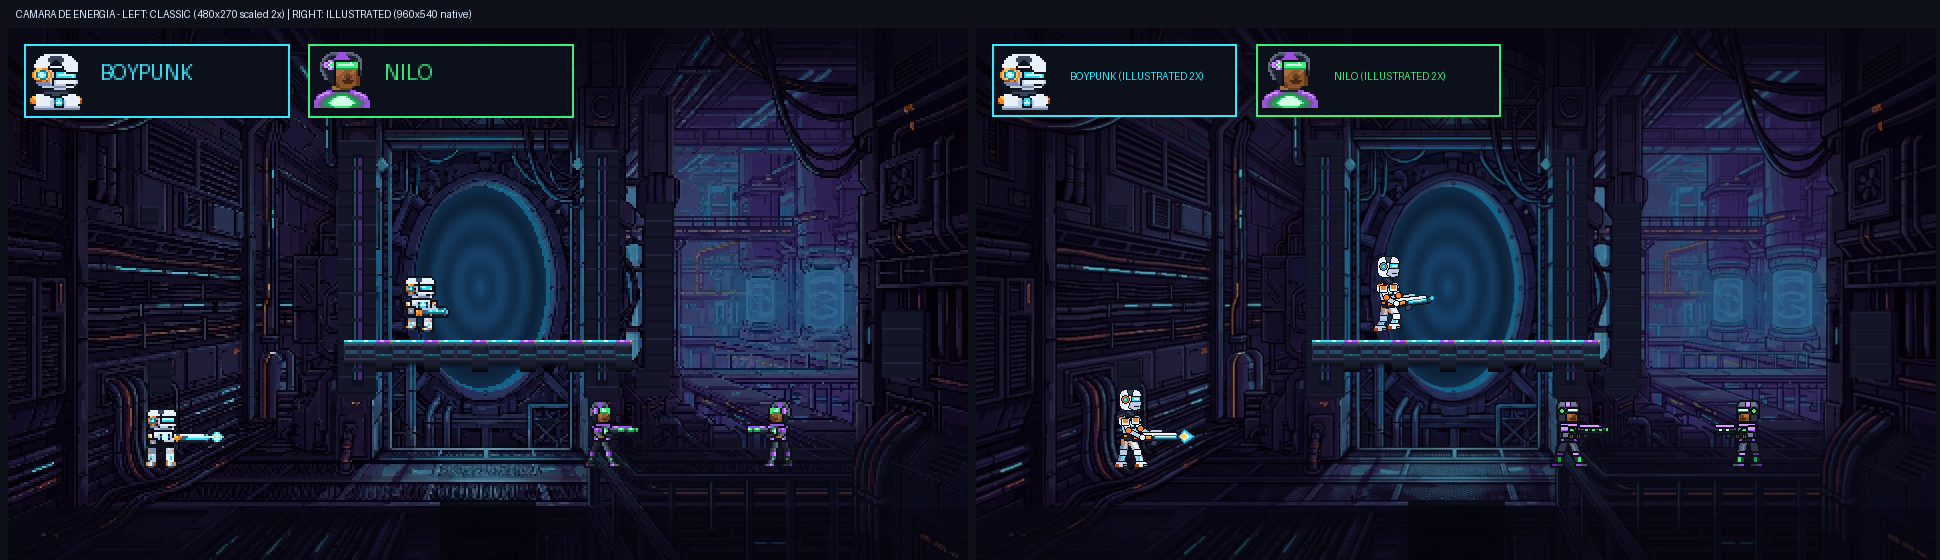 CAMARA DE ENERGIA - LEFT: CLASSIC (480x270 scaled 2x) | RIGHT: ILLUSTRATED (960x540 native)
BOYPUNK
NILO
BOYPUNK (ILLUSTRATED 2X)
NILO (ILLUSTRATED 2X)